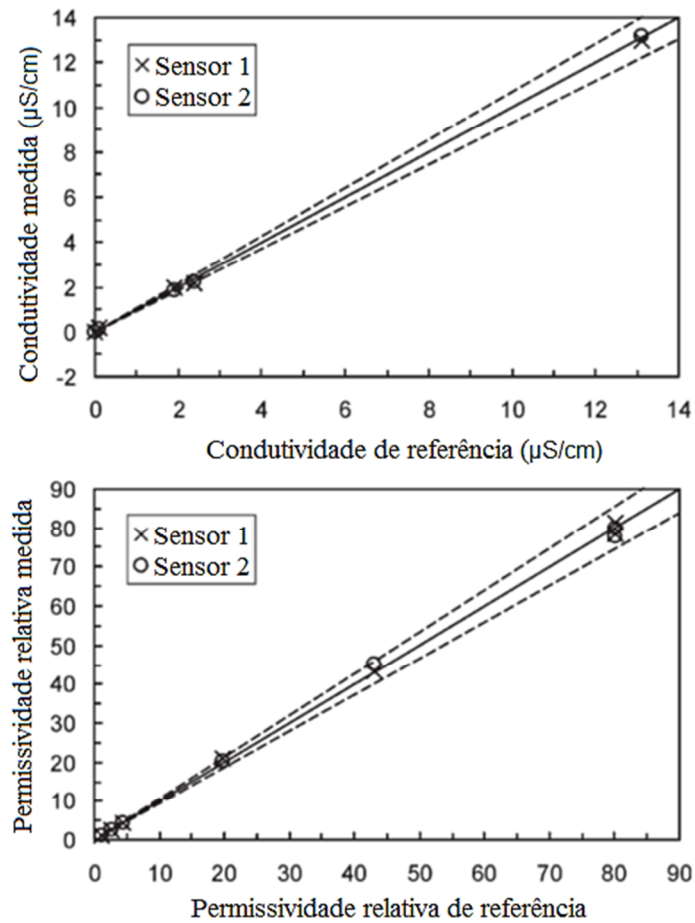 14
12
10
8
6
4
2
0
-2
Condutividade medida (µS/cm)
× Sensor 1
○ Sensor 2
0 2 4 6 8 10 12 14
Condutividade de referência (µS/cm)
90
80
70
60
50
40
30
20
10
0
Permissividade relativa medida
× Sensor 1
○ Sensor 2
0 10 20 30 40 50 60 70 80 90
Permissividade relativa de referência